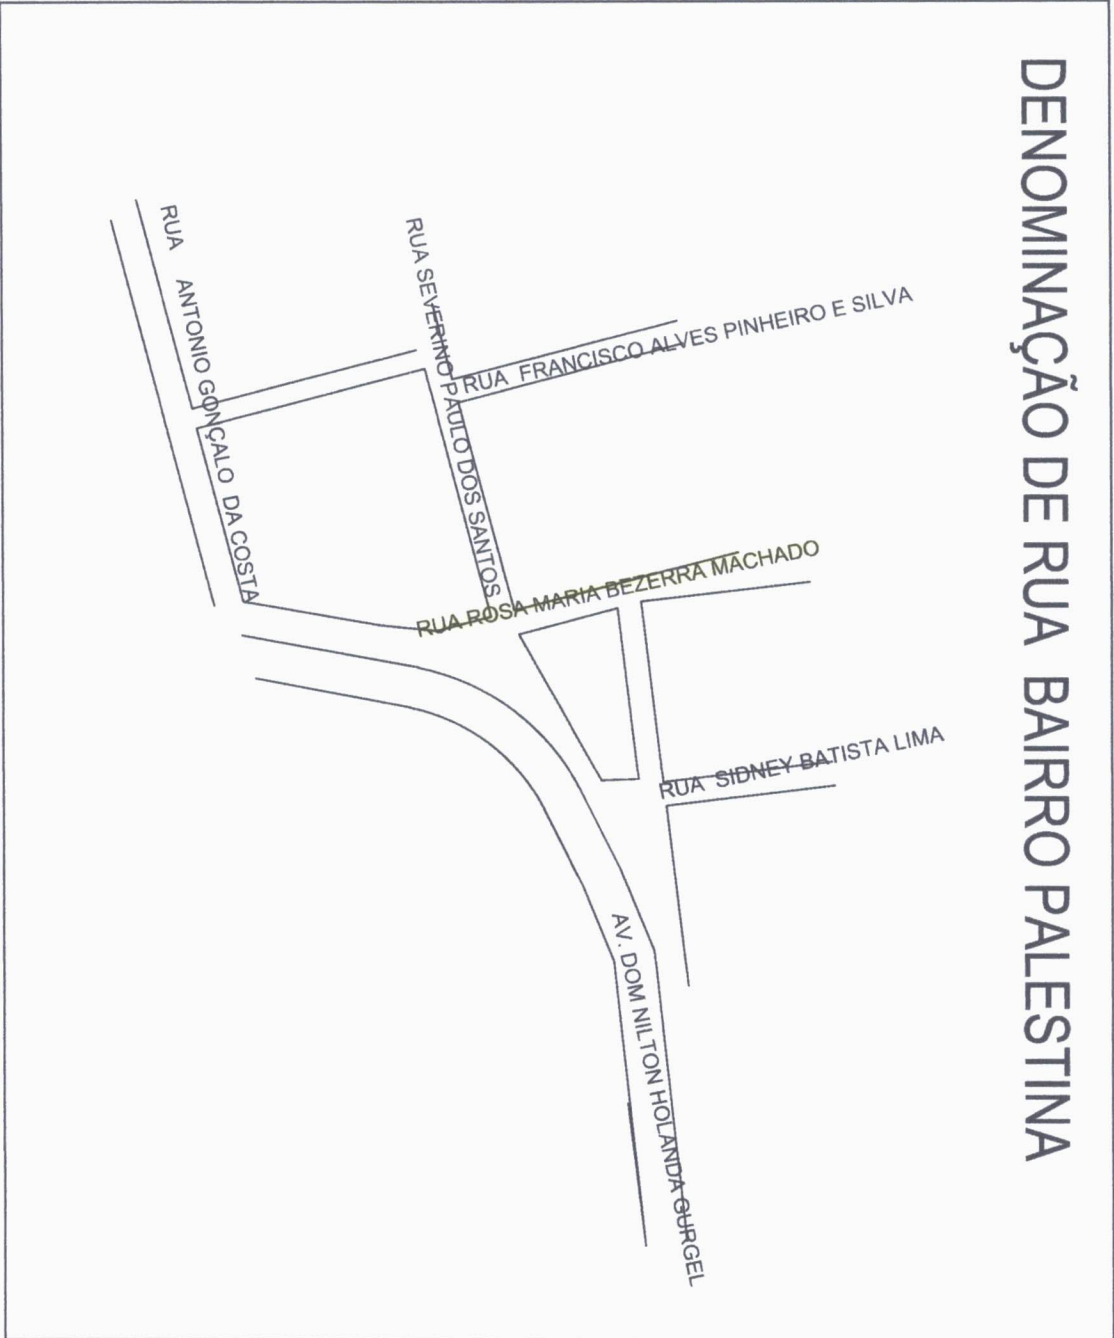 DENOMINAÇÃO DE RUA BAIRRO PALESTINA
RUA FRANCISCO ALVES PINHEIRO E SILVA
RUA SEVERINO PAULO DOS SANTOS
RUA ANTONIO GONÇALO DA COSTA
RUA ROSA MARIA BEZERRA MACHADO
RUA SIDNEY BATISTA LIMA
AV. DOM NILTON HOLANDA GURGEL